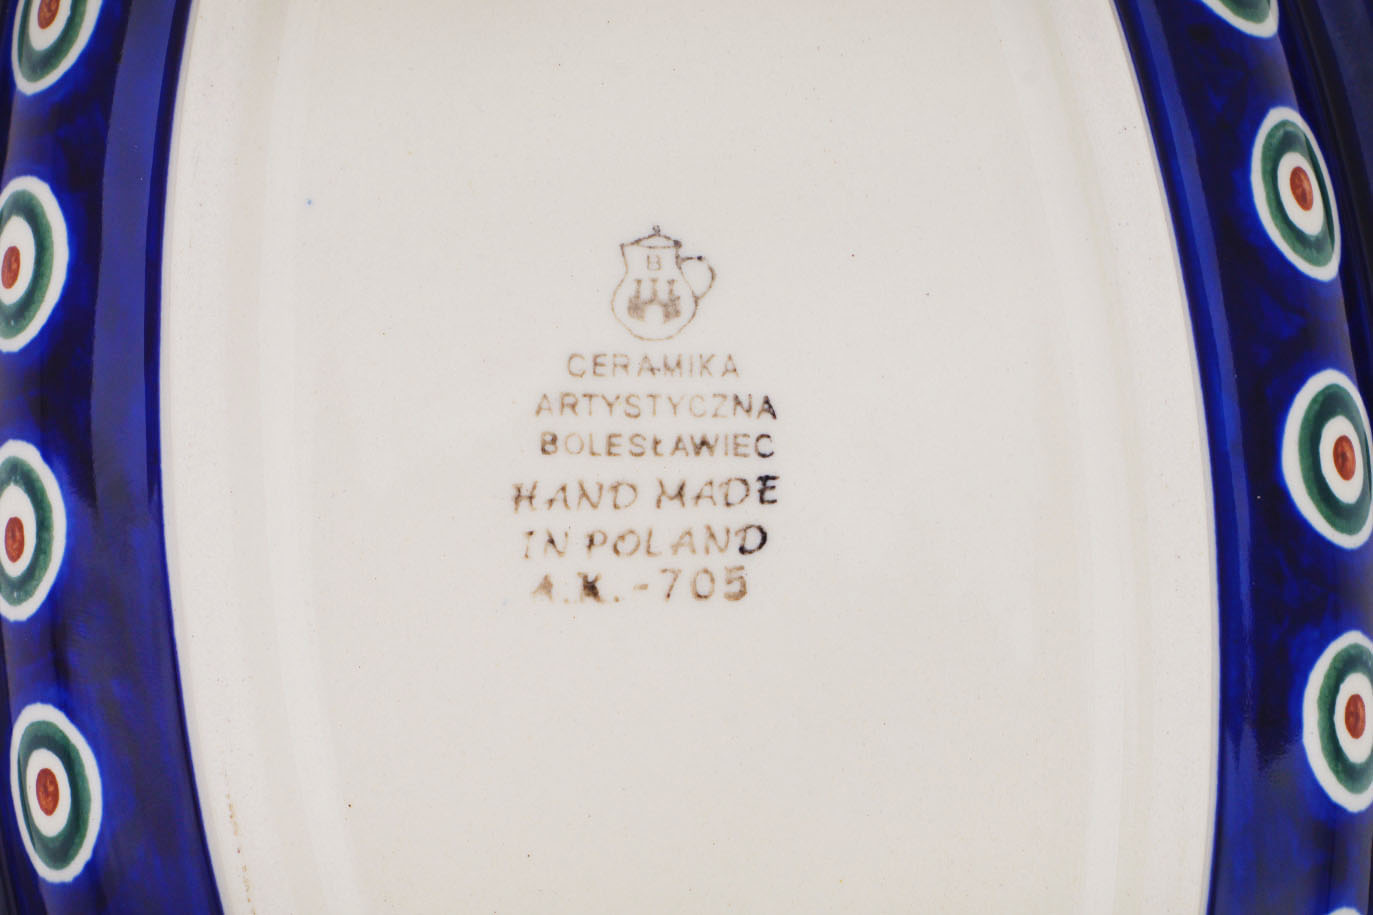 B
CERAMIKA
ARTYSTYCZNA
BOLESŁAWIEC
HAND MADE
IN POLAND
A.K.-705